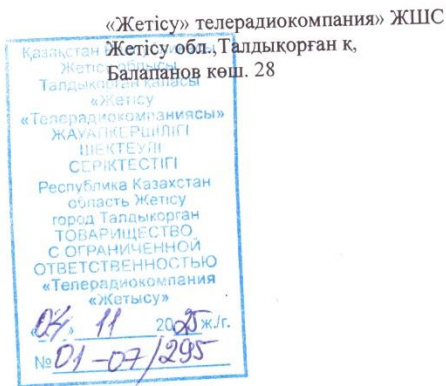 «Жетісу» телерадиокомпания» ЖШС
Жетісу обл.,Талдықорған қ,
Балапанов көш. 28
Қазақстан Республикасы
Жетісу облысы
Талдықорған қаласы
«Жетісу
«Телерадиокомпаниясы»
ЖАУАПКЕРШІЛІГІ
ШЕКТЕУЛІ
СЕРІКТЕСТІГІ
Республика Казахстан
область Жетісу
город Талдыкорган
ТОВАРИЩЕСТВО
С ОГРАНИЧЕННОЙ
ОТВЕТСТВЕННОСТЬЮ
«Телерадиокомпания
«Жетысу»
«04» 11 2025 ж./г.
№ 01-07/295